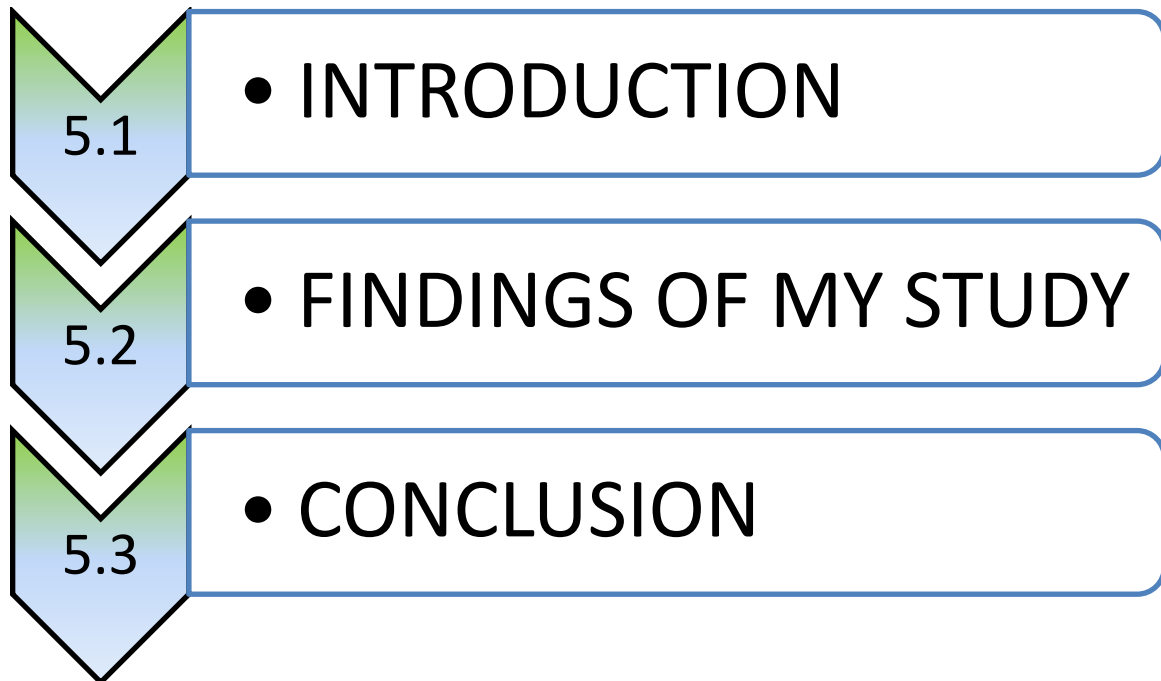 5.1
• INTRODUCTION
5.2
• FINDINGS OF MY STUDY
5.3
• CONCLUSION